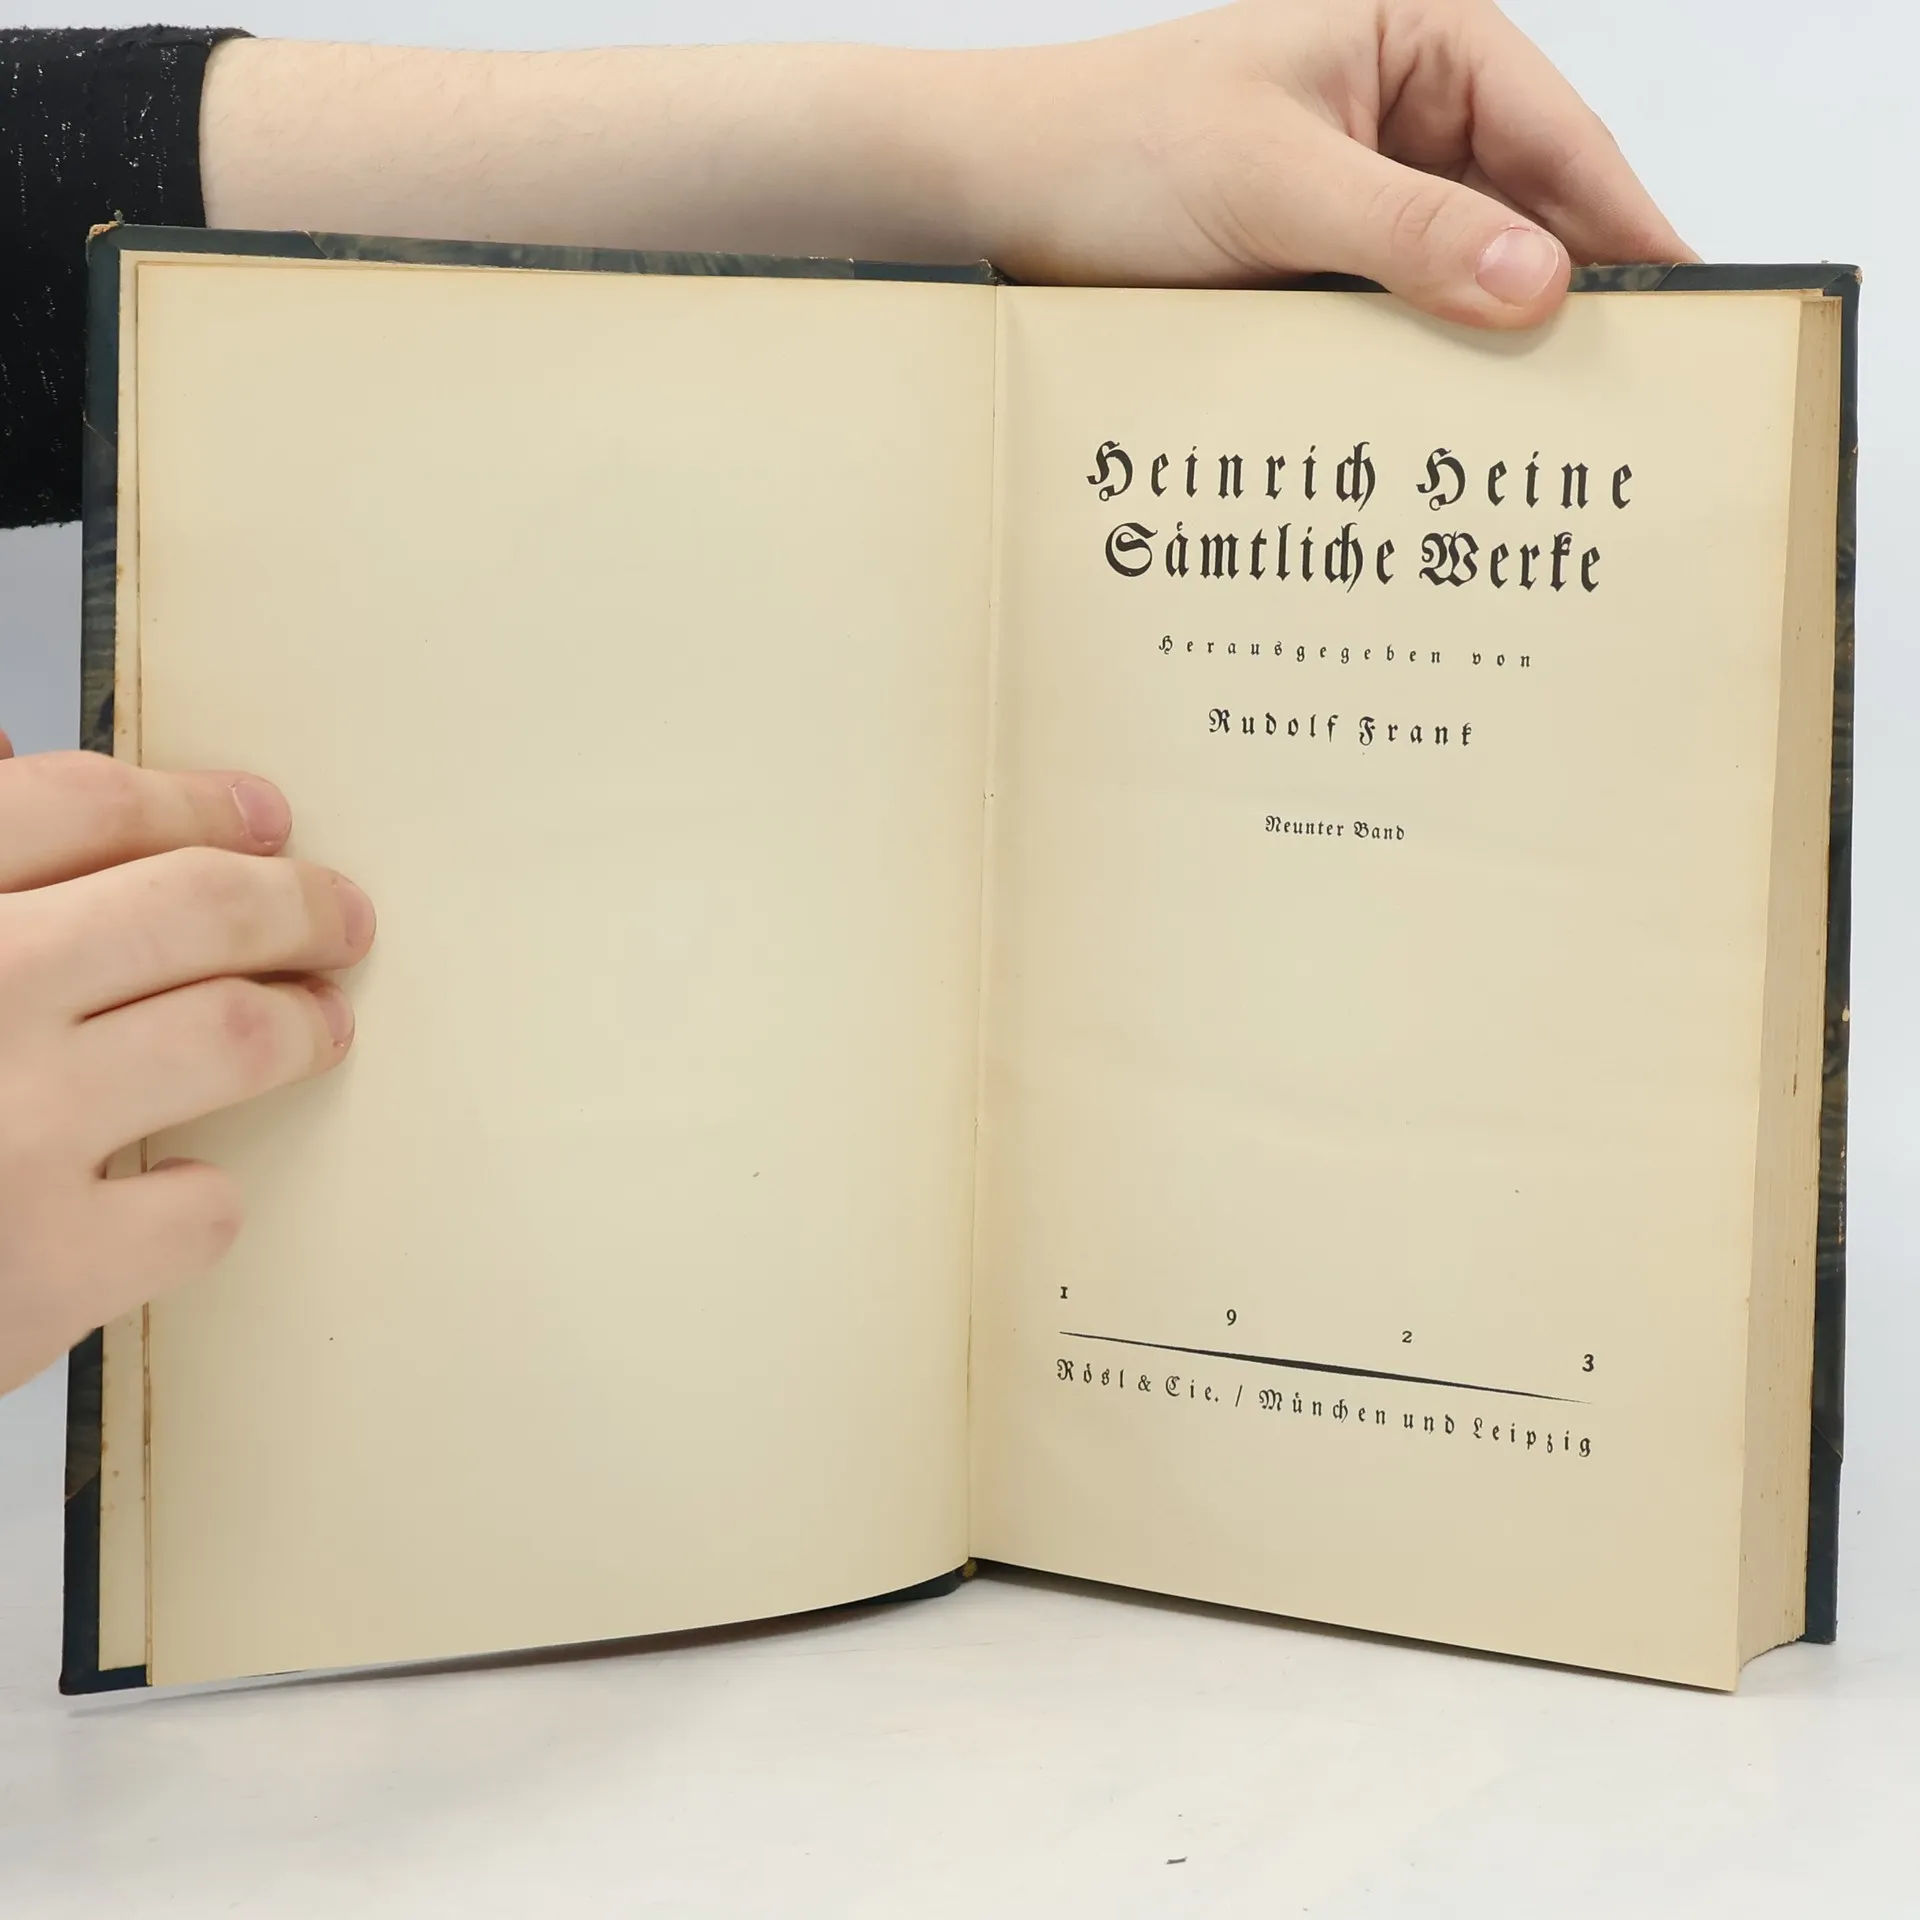 Heinrich Heine
Sämtliche Werke
Herausgegeben von
Rudolf Frank
Neunter Band
1 9 2 3
Rösl & Cie. / München und Leipzig